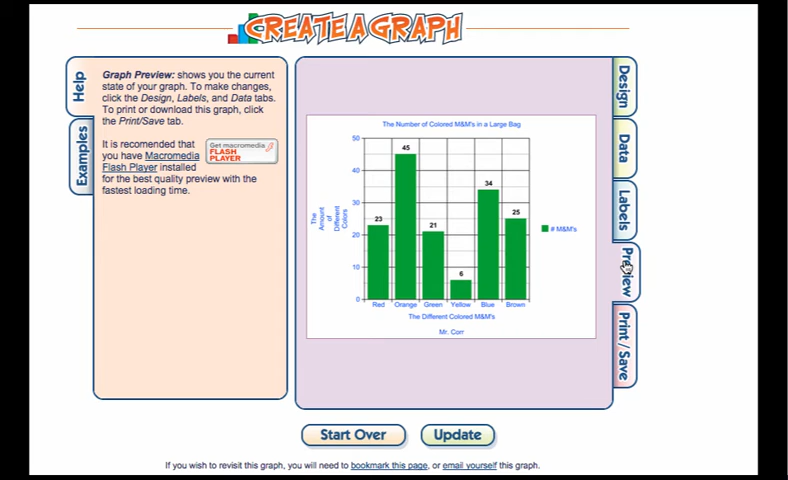 CREATE A GRAPH
Help
Examples
Graph Preview: shows you the current
state of your graph. To make changes,
click the Design, Labels, and Data tabs.
To print or download this graph, click
the Print/Save tab.
It is recomended that
you have Macromedia
Flash Player installed
for the best quality preview with the
fastest loading time.
Get macromedia
FLASH
PLAYER
The Number of Colored M&M's in a Large Bag
The
Amount
of
Different
Colors
50
40
30
20
10
0
23
45
21
6
34
25
Red Orange Green Yellow Blue Brown
The Different Colored M&M's
Mr. Corr
# M&M's
Design
Data
Labels
Preview
Print / Save
Start Over
Update
If you wish to revisit this graph, you will need to bookmark this page, or email yourself this graph.